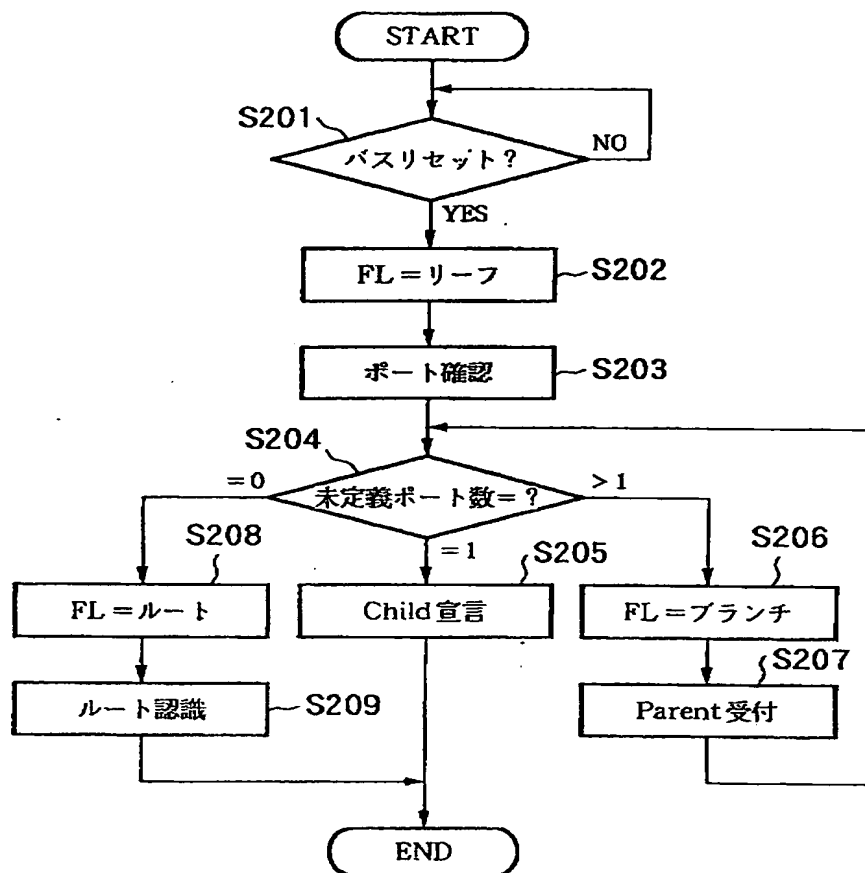 START
S201
バスリセット?
NO
YES
FL=リーフ
S202
ポート確認
S203
S204
=0
未定義ポート数=?
>1
=1
S208
S205
S206
FL=ルート
Child宣言
FL=ブランチ
S207
ルート認識
S209
Parent受付
END